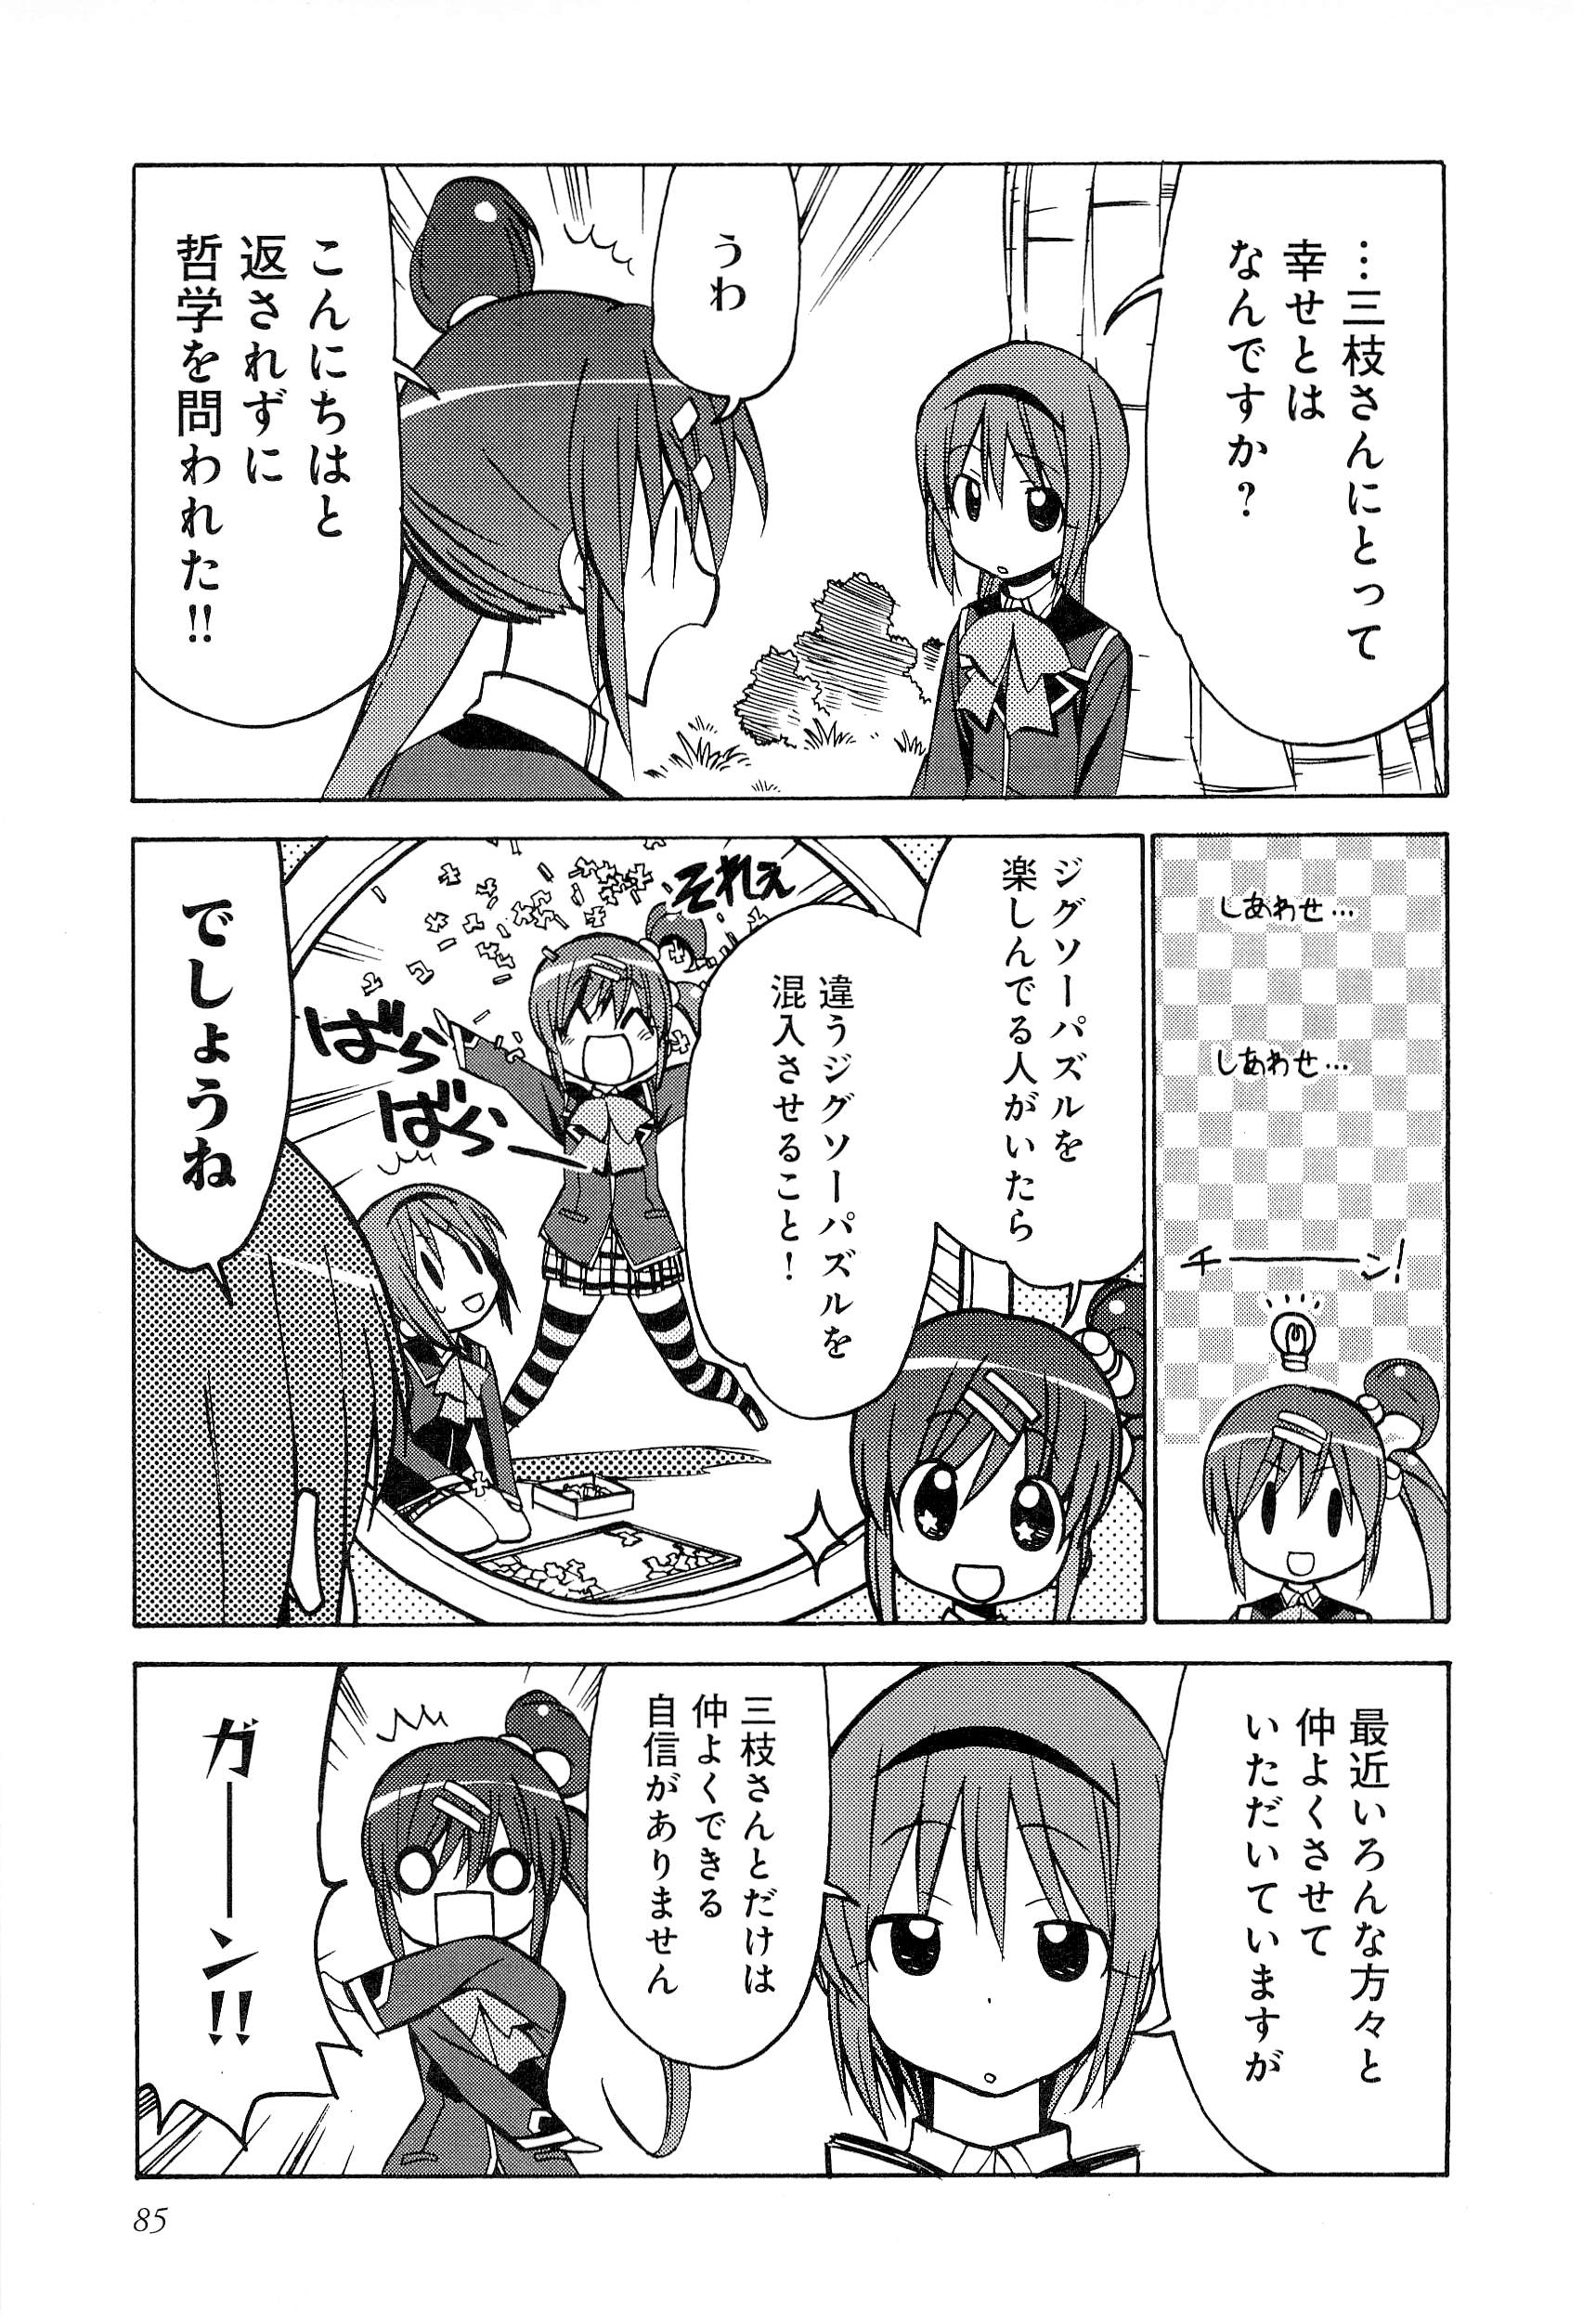 …三枝さんにとって
幸せとは
なんですか？
うわ
こんにちはと
返されずに
哲学を問われた!!
しあわせ…
しあわせ…
チーン！
ジグソーパズルを
楽しんでる人がいたら
違うジグソーパズルを
混入させること！
それぇ
ばら
ばら
でしょうね
最近いろんな方々と
仲よくさせて
いただいていますが
三枝さんとだけは
仲よくできる
自信がありません
ガーン!!
85